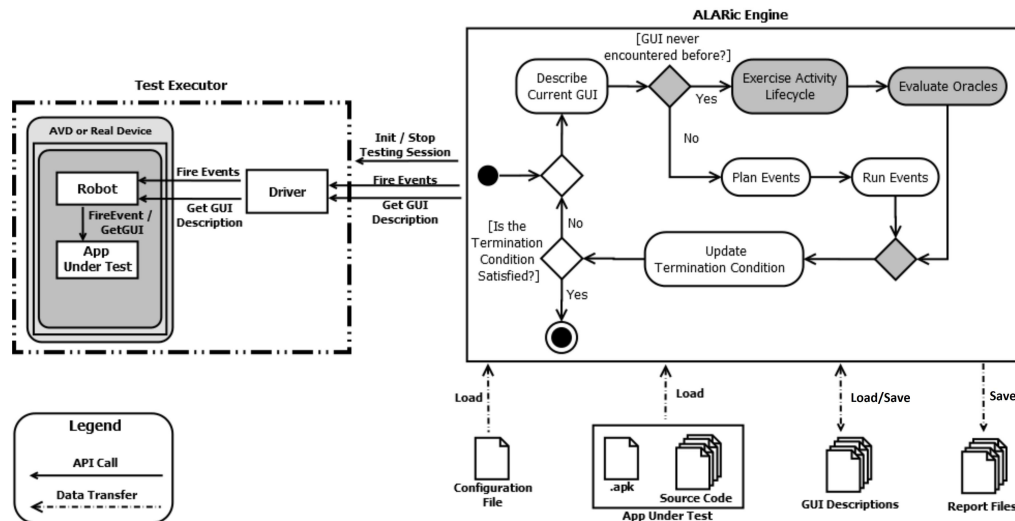 ALARic Engine
[GUI never
encountered before?]
Describe
Current GUI
Yes
Exercise Activity
Lifecycle
Evaluate Oracles
No
Plan Events
Run Events
[Is the
Termination
Condition
Satisfied?]
No
Update
Termination Condition
Yes
Test Executor
AVD or Real Device
Robot
Fire Events
Get GUI
Description
FireEvent /
GetGUI
App
Under Test
Driver
Init / Stop
Testing Session
Fire Events
Get GUI
Description
Load
Load
Load/Save
Save
Configuration
File
.apk
Source Code
App Under Test
GUI Descriptions
Report Files
Legend
API Call
Data Transfer